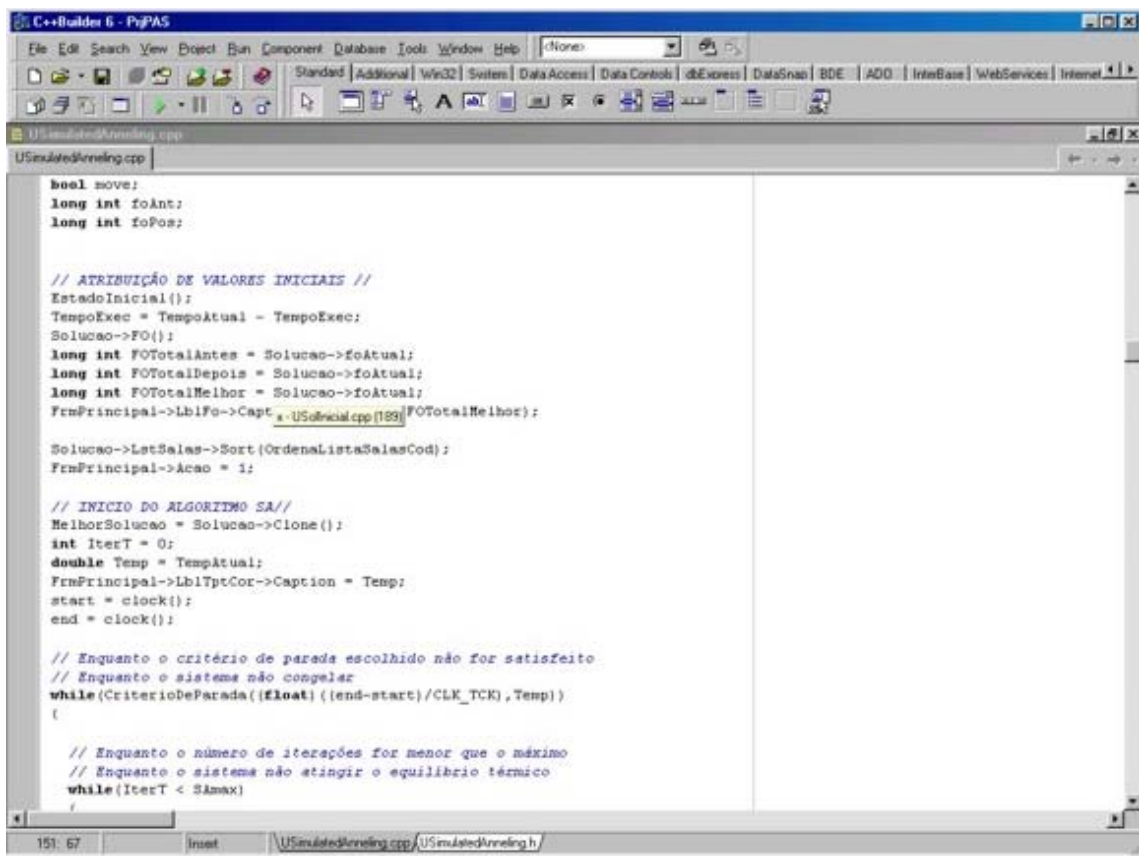 C++Builder 6 - PrjPAS
File Edit Search View Project Run Component Database Tools Window Help <None>
Standard Additional Win32 System Data Access Data Controls dbExpress DataSnap BDE ADO InterBase WebServices Internet
USimulatedAnneling.cpp
USimulatedAnneling.cpp
bool move;
long int foAnt;
long int foPos;
// ATRIBUIÇÃO DE VALORES INICIAIS //
EstadoInicial();
TempoExec = TempoAtual - TempoExec;
Solucao->FO();
long int FOTotalAntes = Solucao->foAtual;
long int FOTotalDepois = Solucao->foAtual;
long int FOTotalMelhor = Solucao->foAtual;
FrmPrincipal->LblFo->Capt x - USolInicial.cpp (189) FOTotalMelhor);
Solucao->LstSalas->Sort(OrdenaListaSalasCod);
FrmPrincipal->Acao = 1;
// INICIO DO ALGORITMO SA//
MelhorSolucao = Solucao->Clone();
int IterT = 0;
double Temp = TempAtual;
FrmPrincipal->LblTptCor->Caption = Temp;
start = clock();
end = clock();
// Enquanto o critério de parada escolhido não for satisfeito
// Enquanto o sistema não congelar
while(CriterioDeParada((float)((end-start)/CLK_TCK),Temp))
{
// Enquanto o número de iterações for menor que o máximo
// Enquanto o sistema não atingir o equilíbrio térmico
while(IterT < SAmax)
{
151: 67 Insert USimulatedAnneling.cpp USimulatedAnneling.h